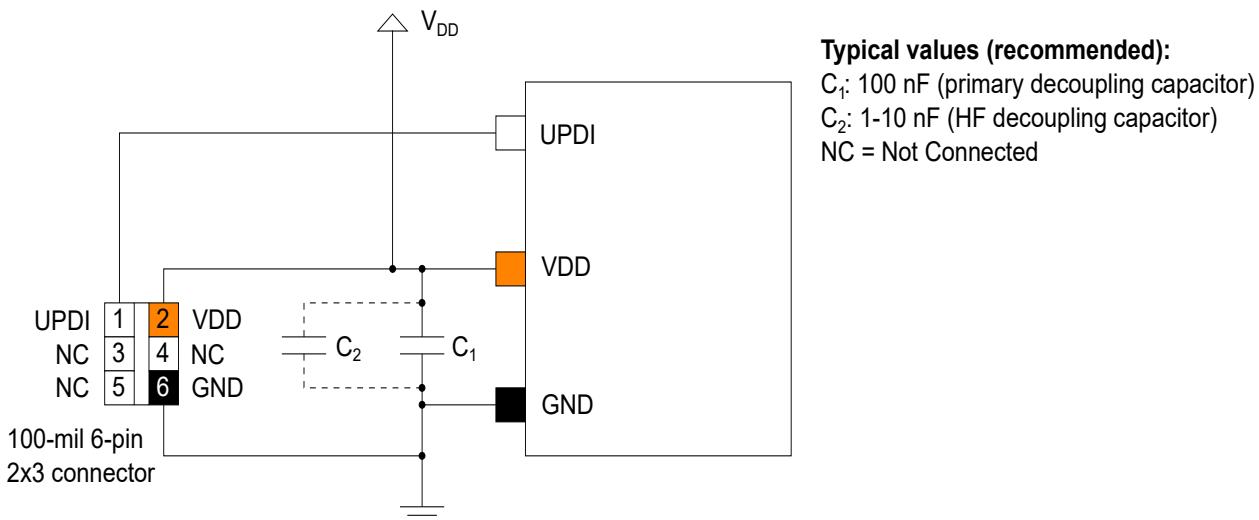 VDD
Typical values (recommended):
C1: 100 nF (primary decoupling capacitor)
C2: 1-10 nF (HF decoupling capacitor)
NC = Not Connected
UPDI
VDD
GND
UPDI 1 2 VDD
NC 3 4 NC
NC 5 6 GND
C2
C1
100-mil 6-pin
2x3 connector